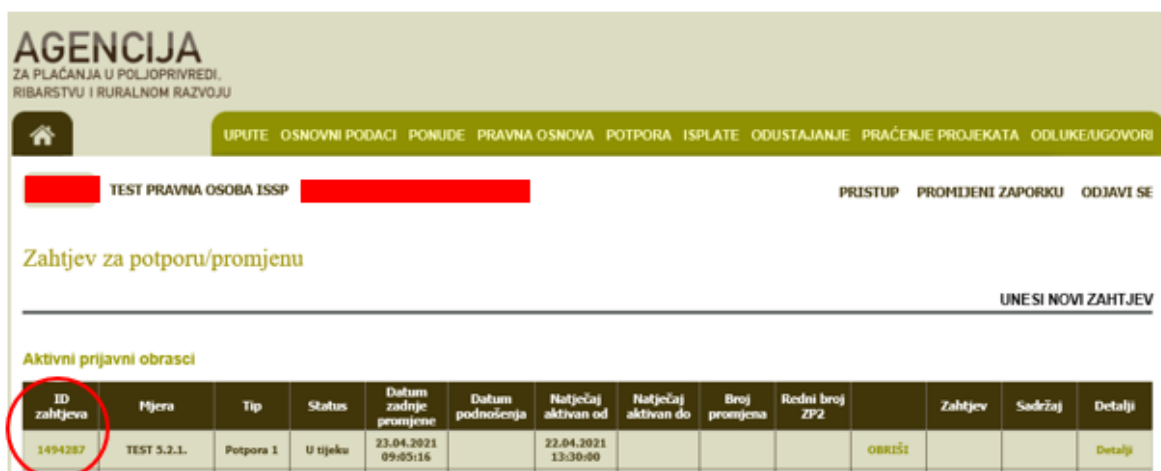 AGENCIJA
ZA PLAĆANJA U POLJOPRIVREDI,
RIBARSTVU I RURALNOM RAZVOJU
UPUTE OSNOVNI PODACI PONUDE PRAVNA OSNOVA POTPORA ISPLATE ODUSTAJANJE PRAĆENJE PROJEKATA ODLUKE/UGOVORI
TEST PRAVNA OSOBA ISSP PRISTUP PROMIJENI ZAPORKU ODJAVI SE
Zahtjev za potporu/promjenu
UNESI NOVI ZAHTJEV
Aktivni prijavni obrasci
ID zahtjeva Mjera Tip Status Datum zadnje promjene Datum podnošenja Natječaj aktivan od Natječaj aktivan do Broj promjena Redni broj ZP2 Zahtjev Sadržaj Detalji
1494287 TEST 5.2.1. Potpora 1 U tijeku 23.04.2021 09:05:16 22.04.2021 13:30:00 OBRIŠI Detalji